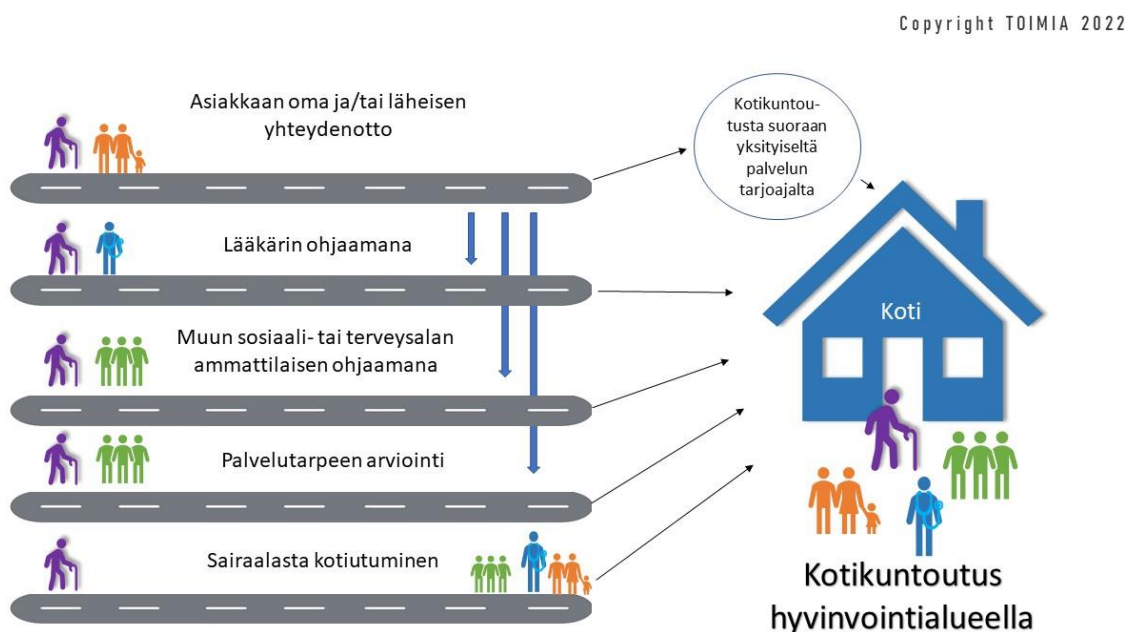 Copyright TOIMIA 2022
Asiakkaan oma ja/tai läheisen
yhteydenotto
Kotikuntou-
tusta suoraan
yksityiseltä
palvelun
tarjoajalta
Lääkärin ohjaamana
Koti
Muun sosiaali- tai terveysalan
ammattilaisen ohjaamana
Palvelutarpeen arviointi
Sairaalasta kotiutuminen
Kotikuntoutus
hyvinvointialueella